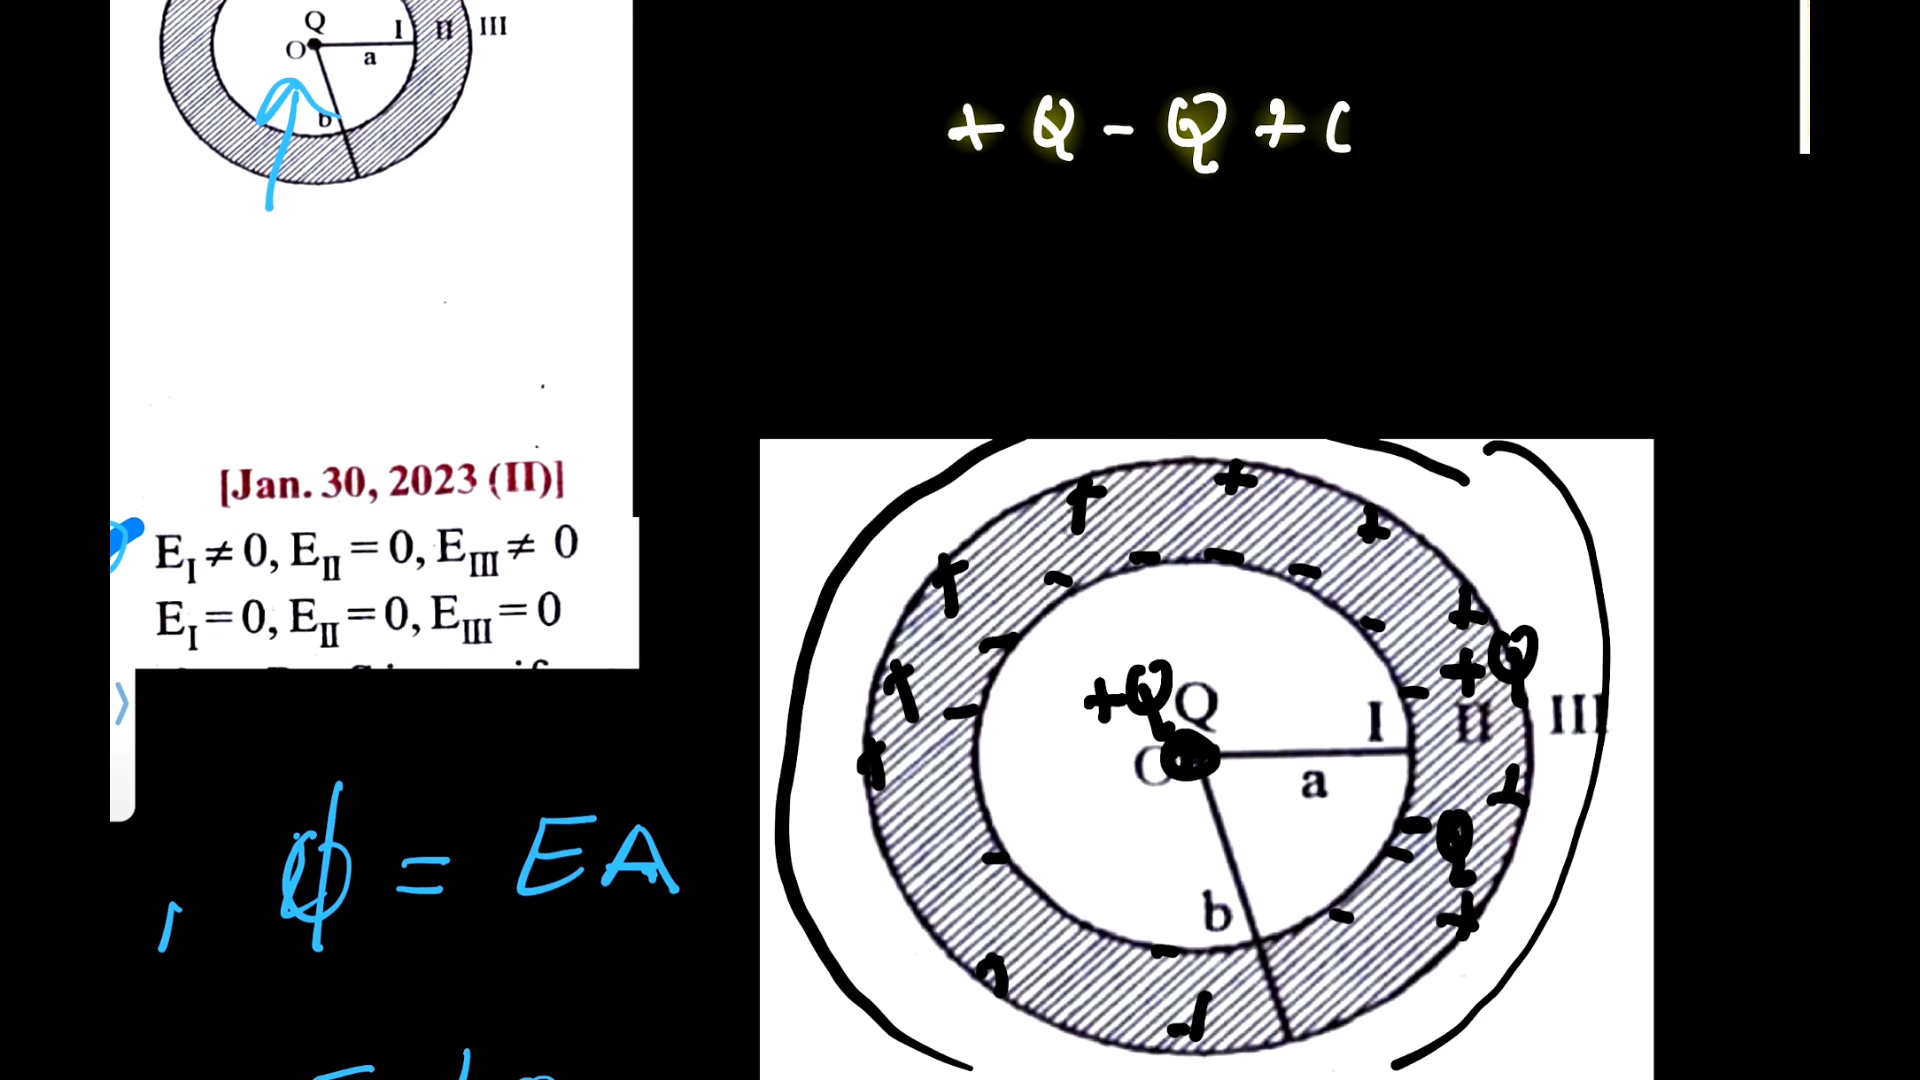 Q
O I II III
a
b
+ Q - Q +
[Jan. 30, 2023 (II)]
E_I ≠ 0, E_II = 0, E_III ≠ 0
E_I = 0, E_II = 0, E_III = 0
+Q Q I II III
+Q
a
-Q
b
, φ = EA